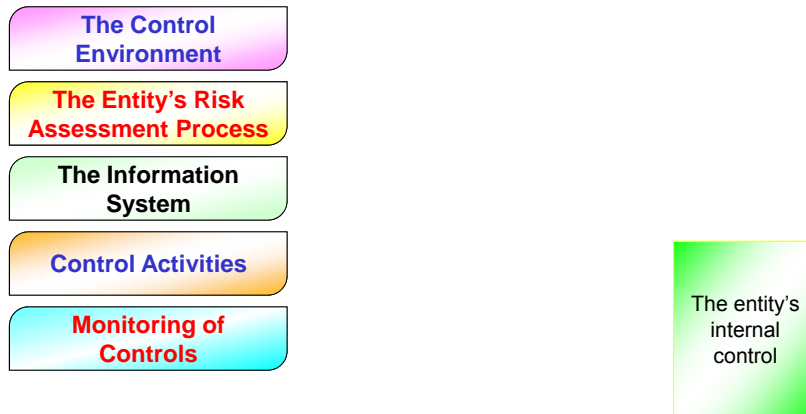 The Control
Environment
The Entity’s Risk
Assessment Process
The Information
System
Control Activities
Monitoring of
Controls
The entity’s
internal
control